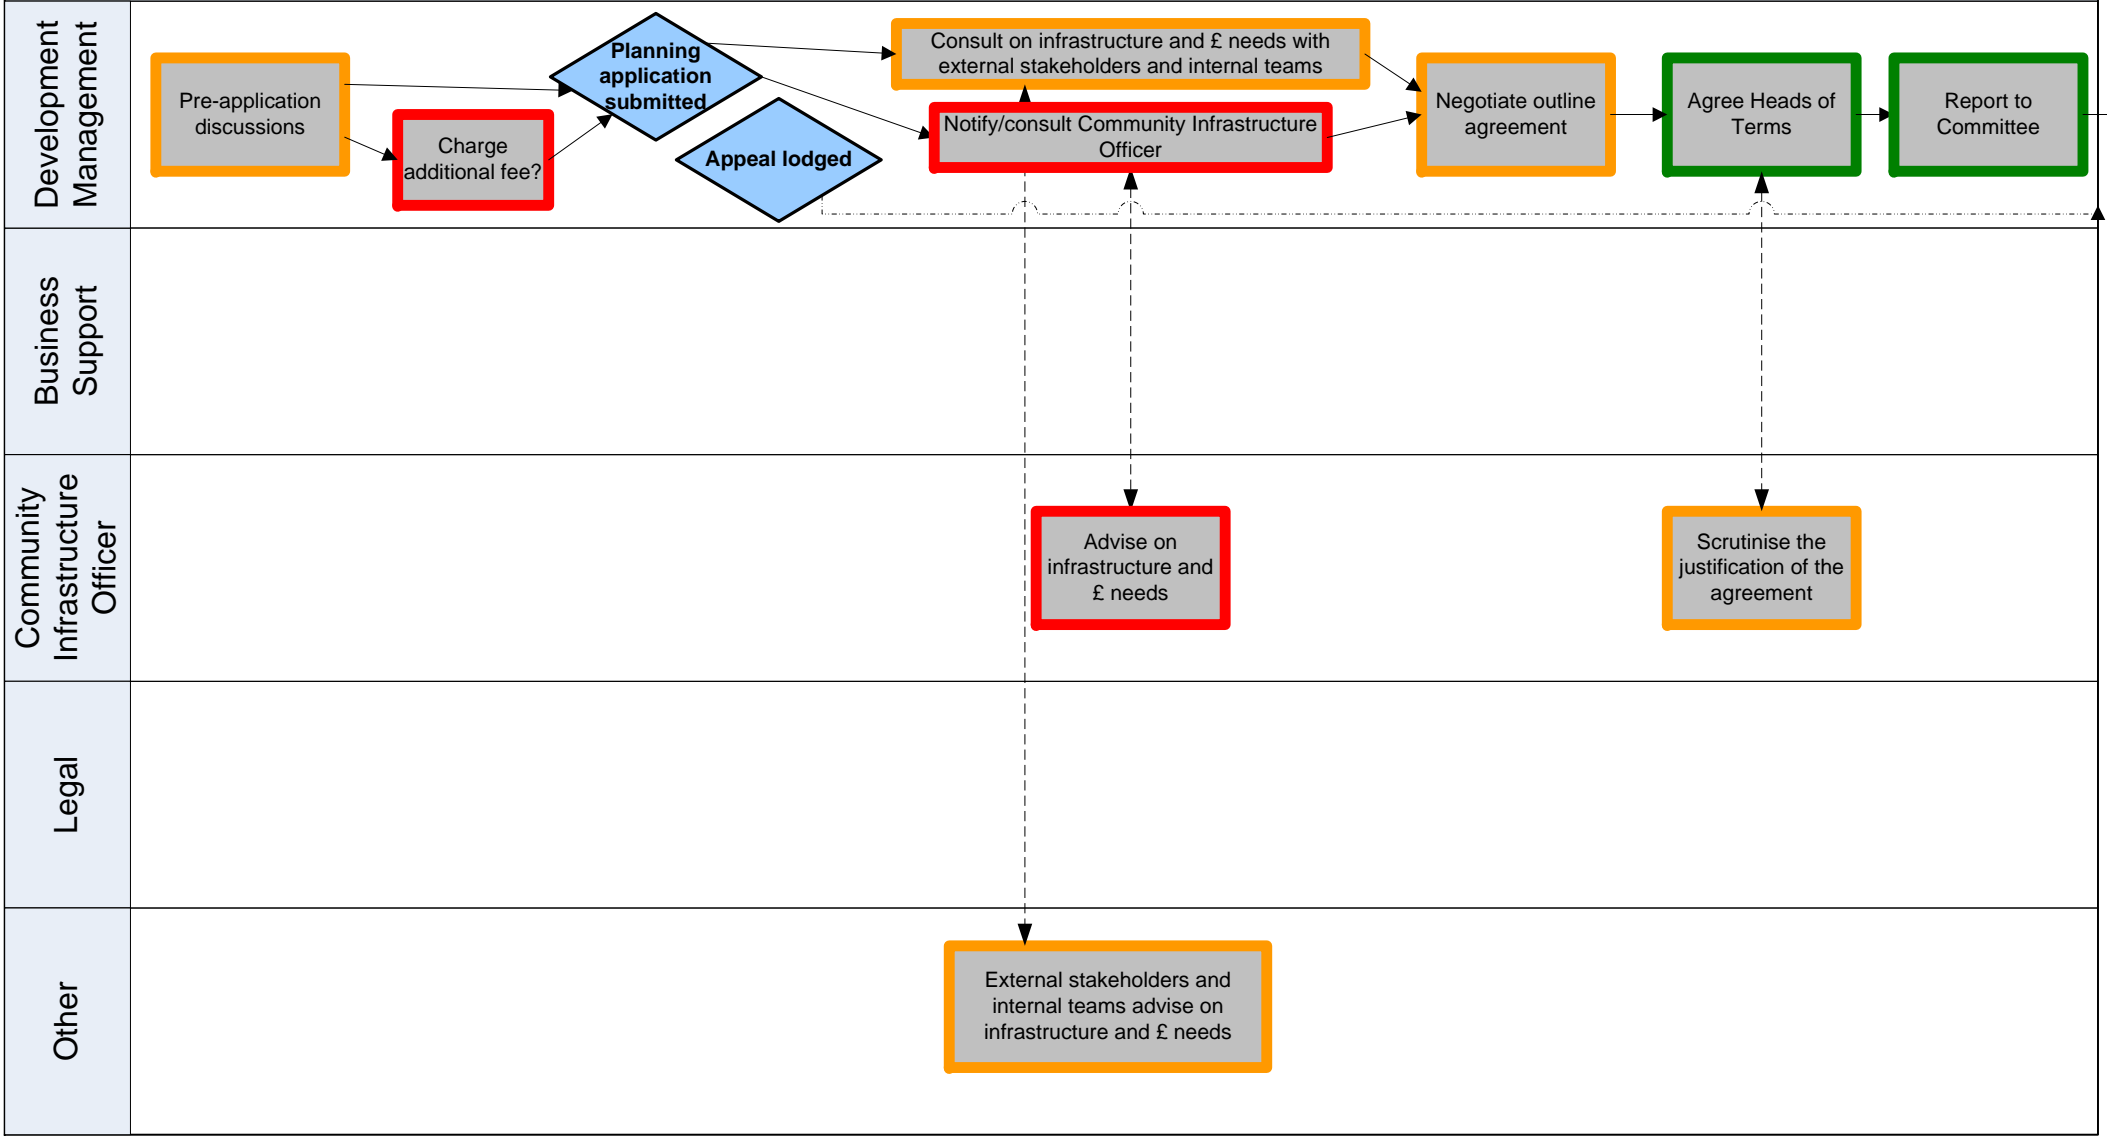 Development
Management
Pre-application
discussions
Charge
additional fee?
Planning
application
submitted
Appeal lodged
Consult on infrastructure and £ needs with
external stakeholders and internal teams
Notify/consult Community Infrastructure
Officer
Negotiate outline
agreement
Agree Heads of
Terms
Report to
Committee
Business
Support
Community
Infrastructure
Officer
Advise on
infrastructure and
£ needs
Scrutinise the
justification of the
agreement
Legal
Other
External stakeholders and
internal teams advise on
infrastructure and £ needs